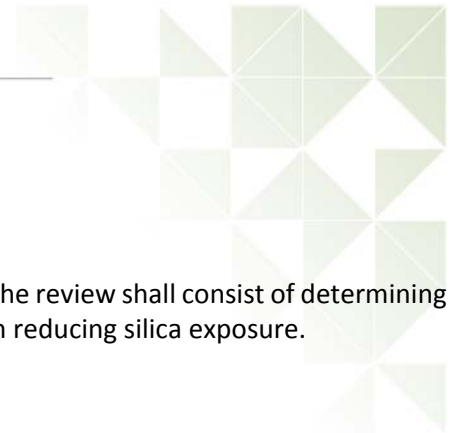 he review shall consist of determining
n reducing silica exposure.